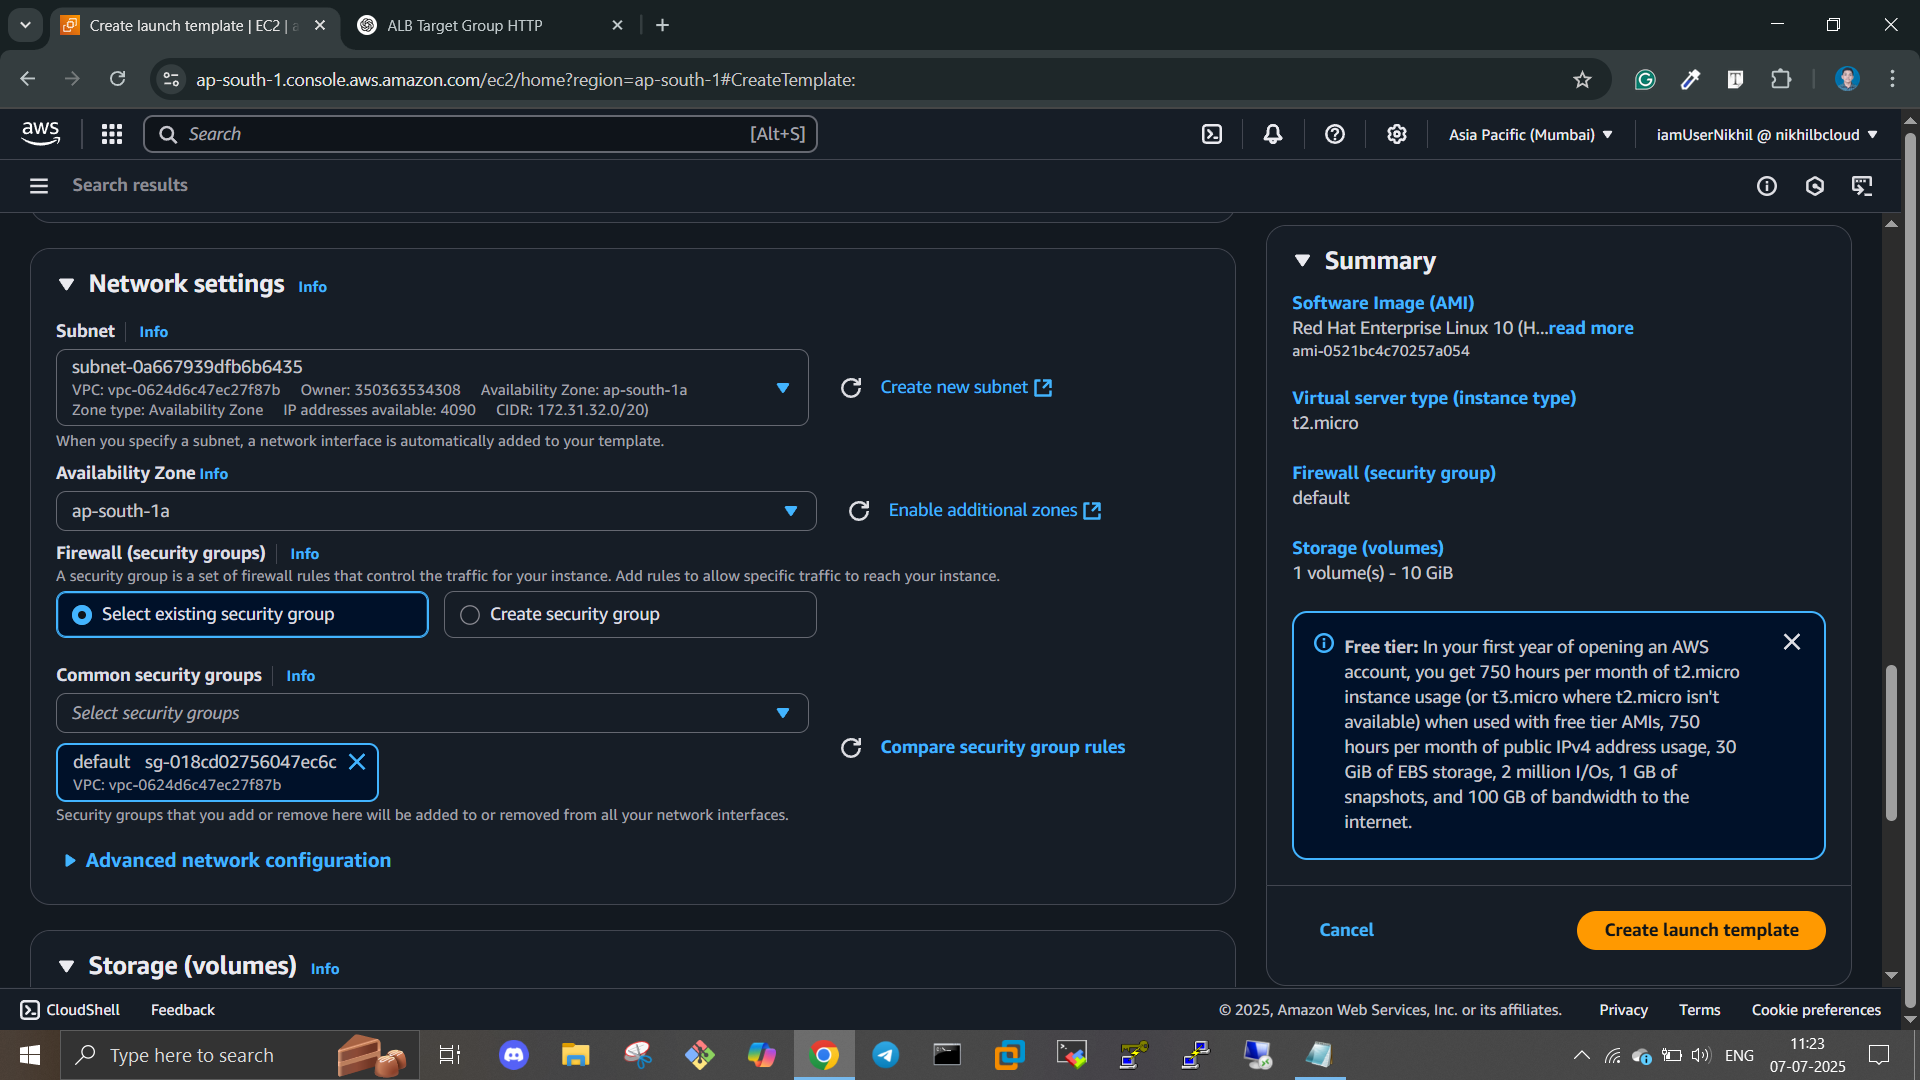 Create launch template | EC2 | a
ALB Target Group HTTP
ap-south-1.console.aws.amazon.com/ec2/home?region=ap-south-1#CreateTemplate:
aws
Search
[Alt+S]
Asia Pacific (Mumbai)
iamUserNikhil @ nikhilbcloud
Search results
Network settings Info
Subnet Info
subnet-0a667939dfb6b6435
VPC: vpc-0624d6c47ec27f87b Owner: 350363534308 Availability Zone: ap-south-1a
Zone type: Availability Zone IP addresses available: 4090 CIDR: 172.31.32.0/20)
Create new subnet
When you specify a subnet, a network interface is automatically added to your template.
Availability Zone Info
ap-south-1a
Enable additional zones
Firewall (security groups) Info
A security group is a set of firewall rules that control the traffic for your instance. Add rules to allow specific traffic to reach your instance.
Select existing security group
Create security group
Common security groups Info
Select security groups
default sg-018cd02756047ec6c
VPC: vpc-0624d6c47ec27f87b
Compare security group rules
Security groups that you add or remove here will be added to or removed from all your network interfaces.
Advanced network configuration
Storage (volumes) Info
Summary
Software Image (AMI)
Red Hat Enterprise Linux 10 (H...read more
ami-0521bc4c70257a054
Virtual server type (instance type)
t2.micro
Firewall (security group)
default
Storage (volumes)
1 volume(s) - 10 GiB
Free tier: In your first year of opening an AWS
account, you get 750 hours per month of t2.micro
instance usage (or t3.micro where t2.micro isn't
available) when used with free tier AMIs, 750
hours per month of public IPv4 address usage, 30
GiB of EBS storage, 2 million I/Os, 1 GB of
snapshots, and 100 GB of bandwidth to the
internet.
Cancel
Create launch template
CloudShell
Feedback
© 2025, Amazon Web Services, Inc. or its affiliates.
Privacy
Terms
Cookie preferences
Type here to search
ENG
11:23
07-07-2025